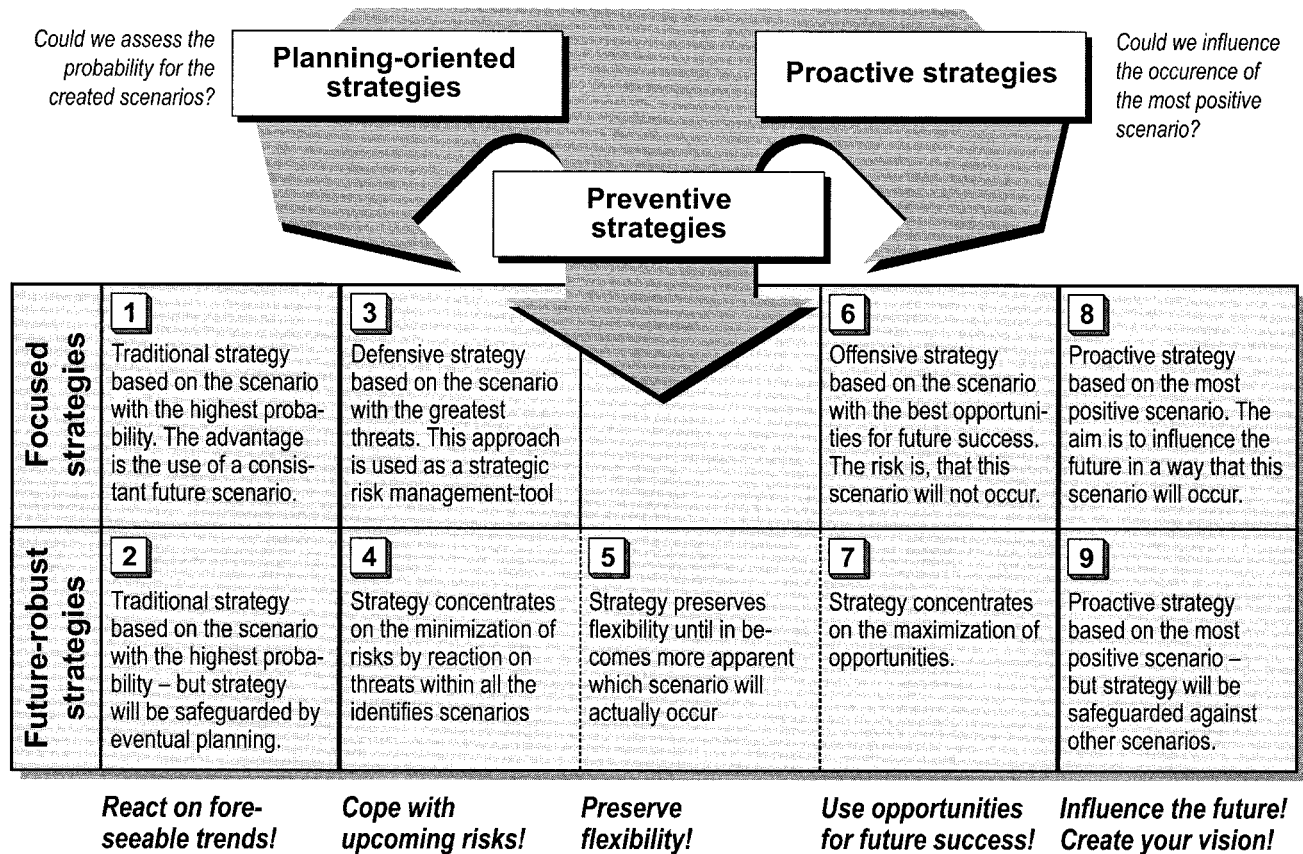 Could we assess the
probability for the
created scenarios?
Planning-oriented
strategies
Proactive strategies
Could we influence
the occurence of
the most positive
scenario?
Preventive
strategies
Focused
strategies
1
Traditional strategy
based on the scenario
with the highest proba-
bility. The advantage
is the use of a consis-
tant future scenario.
3
Defensive strategy
based on the scenario
with the greatest
threats. This approach
is used as a strategic
risk management-tool
6
Offensive strategy
based on the scenario
with the best opportuni-
ties for future success.
The risk is, that this
scenario will not occur.
8
Proactive strategy
based on the most
positive scenario. The
aim is to influence the
future in a way that this
scenario will occur.
Future-robust
strategies
2
Traditional strategy
based on the scenario
with the highest proba-
bility – but strategy
will be safeguarded by
eventual planning.
4
Strategy concentrates
on the minimization of
risks by reaction on
threats within all the
identifies scenarios
5
Strategy preserves
flexibility until in be-
comes more apparent
which scenario will
actually occur
7
Strategy concentrates
on the maximization of
opportunities.
9
Proactive strategy
based on the most
positive scenario –
but strategy will be
safeguarded against
other scenarios.
React on fore-
seeable trends!
Cope with
upcoming risks!
Preserve
flexibility!
Use opportunities
for future success!
Influence the future!
Create your vision!